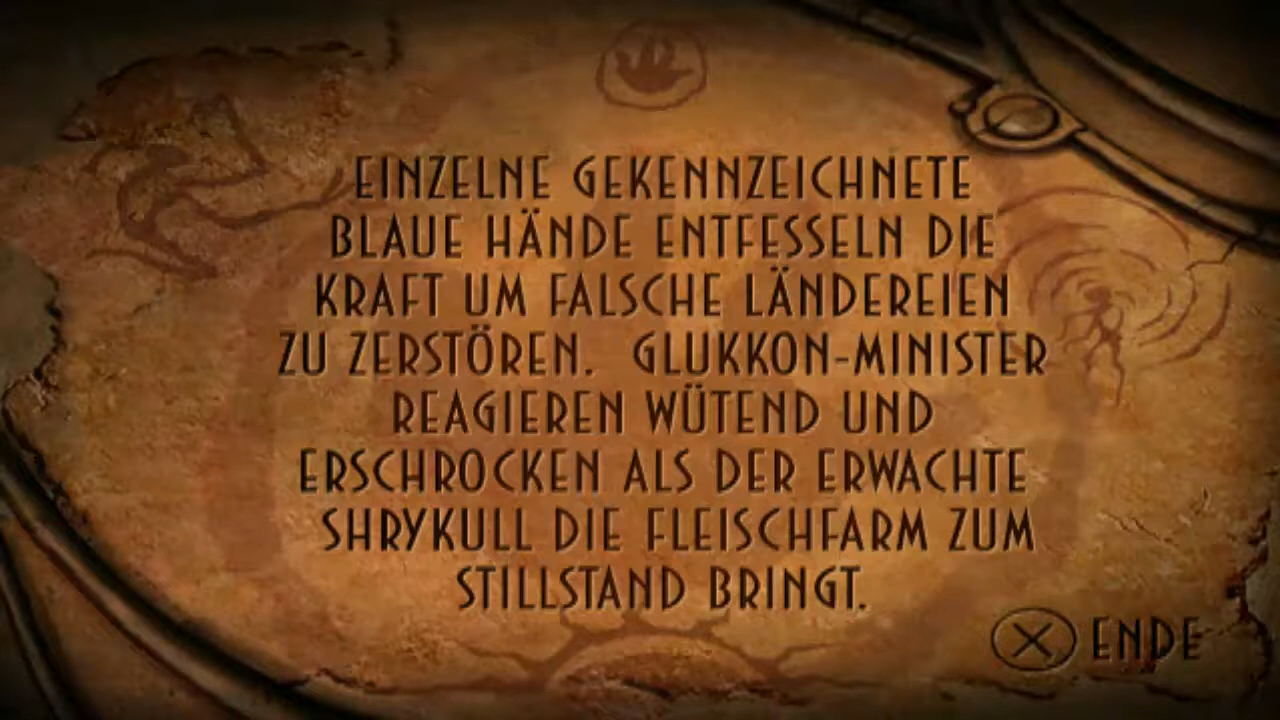 EINZELNE GEKENNZEICHNETE
BLAUE HÄNDE ENTFESSELN DIE
KRAFT UM FALSCHE LÄNDEREIEN
ZU ZERSTÖREN. GLUKKON-MINISTER
REAGIEREN WÜTEND UND
ERSCHROCKEN ALS DER ERWACHTE
SHRYKULL DIE FLEISCHFARM ZUM
STILLSTAND BRINGT.
X ENDE